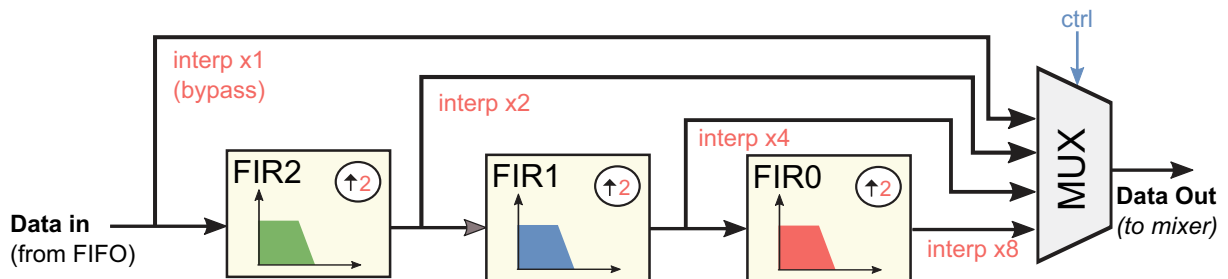 ctrl
interp x1
(bypass)
interp x2
interp x4
FIR2
↑2
FIR1
↑2
FIR0
↑2
MUX
Data in
(from FIFO)
Data Out
(to mixer)
interp x8